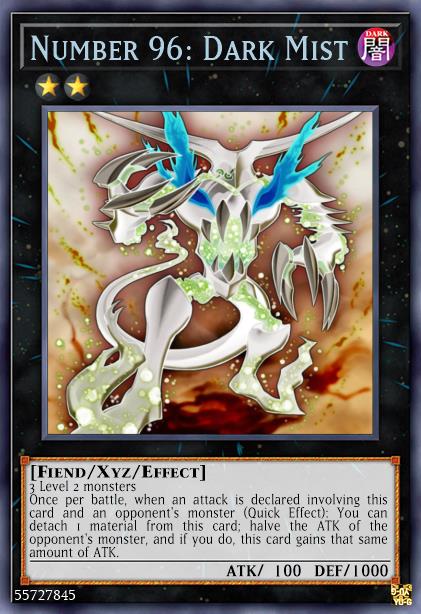 NUMBER 96: DARK MIST
DARK
闇
[FIEND/XYZ/EFFECT]
3 Level 2 monsters
Once per battle, when an attack is declared involving this
card and an opponent's monster (Quick Effect): You can
detach 1 material from this card; halve the ATK of the
opponent's monster, and if you do, this card gains that same
amount of ATK.
ATK/ 100 DEF/1000
55727845